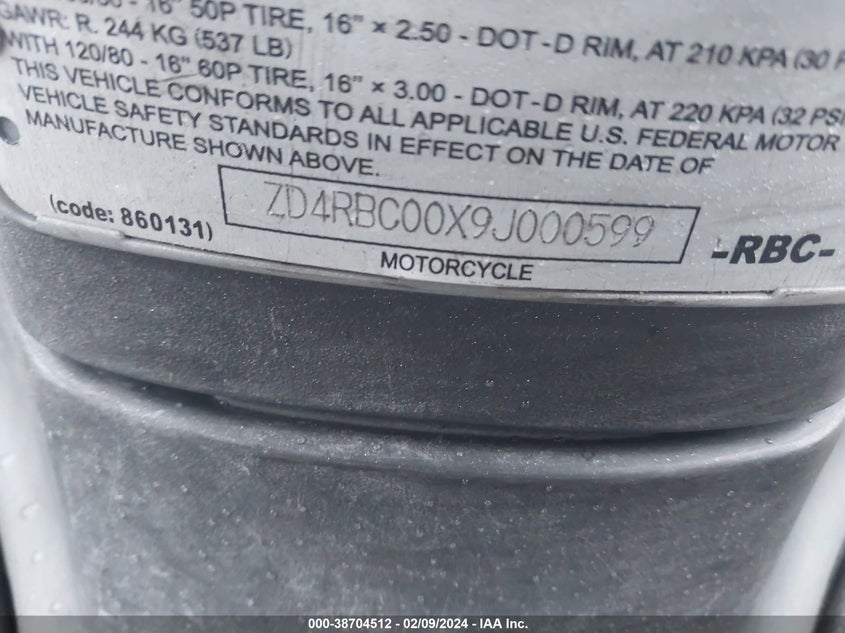 - 16" 50P TIRE, 16" × 2.50 - DOT-D RIM, AT 210 KPA (30 P
GAWR: R. 244 KG (537 LB)
WITH 120/80 - 16" 60P TIRE, 16" × 3.00 - DOT-D RIM, AT 220 KPA (32 PSI
THIS VEHICLE CONFORMS TO ALL APPLICABLE U.S. FEDERAL MOTOR
VEHICLE SAFETY STANDARDS IN EFFECT ON THE DATE OF
MANUFACTURE SHOWN ABOVE.
(code: 860131)
ZD4RBC00X9J000599
-RBC-
MOTORCYCLE
000-38704512 - 02/09/2024 - IAA Inc.